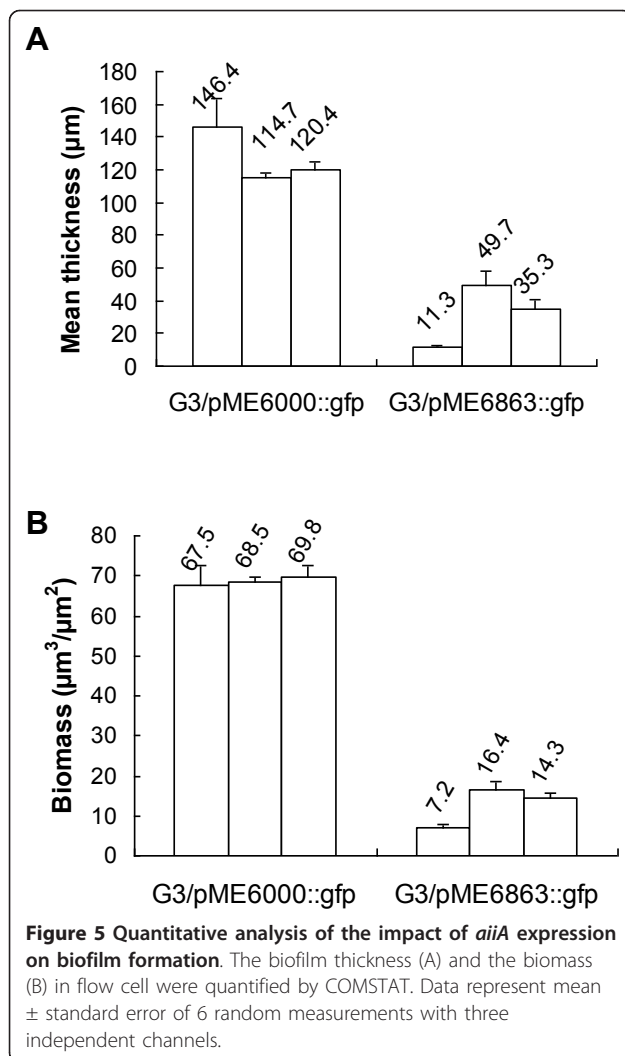 A
Mean thickness (µm)
180
160
140
120
100
80
60
40
20
0
146.4
114.7
120.4
11.3
49.7
35.3
G3/pME6000::gfp G3/pME6863::gfp
B
Biomass (µm³/µm²)
80
70
60
50
40
30
20
10
0
67.5
68.5
69.8
7.2
16.4
14.3
G3/pME6000::gfp G3/pME6863::gfp
Figure 5 Quantitative analysis of the impact of aiiA expression
on biofilm formation. The biofilm thickness (A) and the biomass
(B) in flow cell were quantified by COMSTAT. Data represent mean
± standard error of 6 random measurements with three
independent channels.